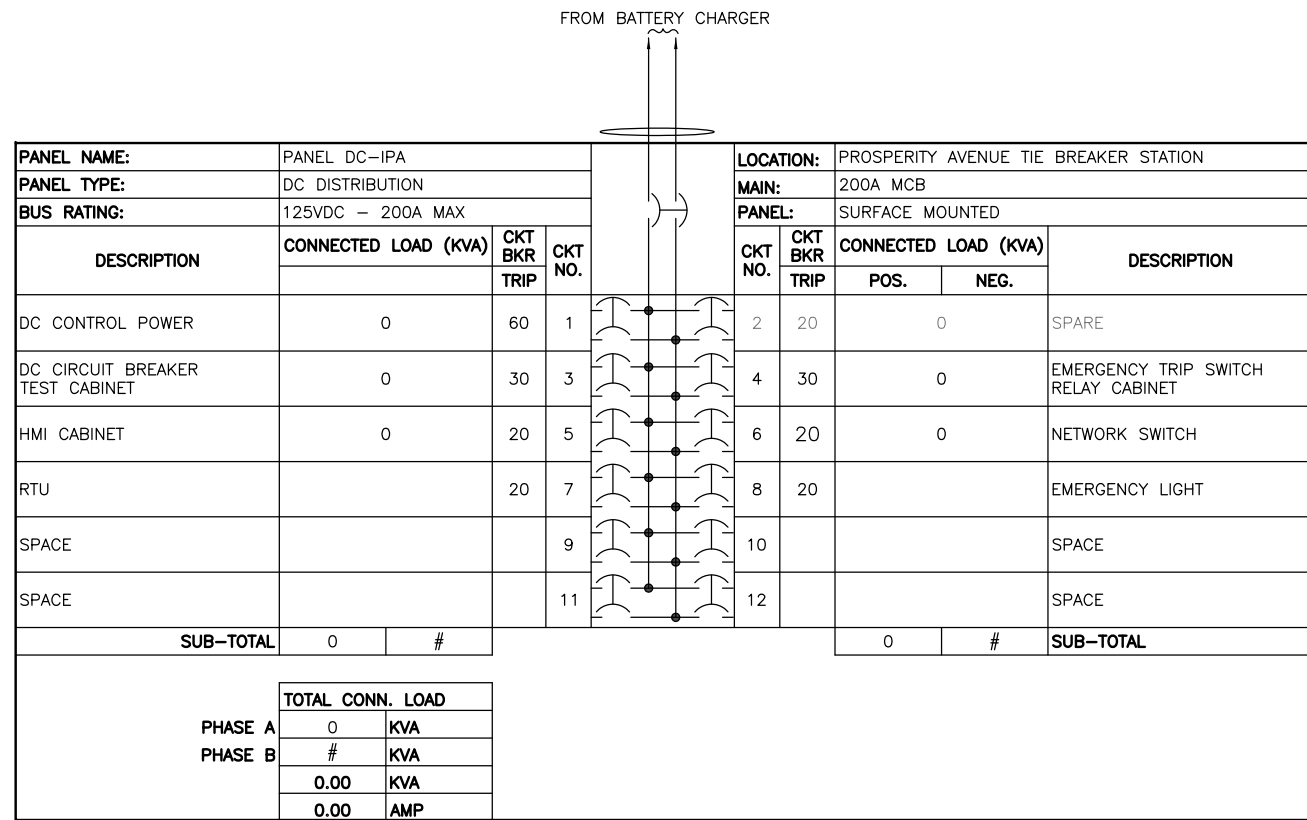 FROM BATTERY CHARGER
PANEL NAME: PANEL DC-IPA LOCATION: PROSPERITY AVENUE TIE BREAKER STATION
PANEL TYPE: DC DISTRIBUTION MAIN: 200A MCB
BUS RATING: 125VDC - 200A MAX PANEL: SURFACE MOUNTED
DESCRIPTION CONNECTED LOAD (KVA) CKT BKR TRIP CKT NO. CKT NO. CKT BKR TRIP CONNECTED LOAD (KVA) POS. NEG. DESCRIPTION
DC CONTROL POWER 0 60 1 2 20 0 SPARE
DC CIRCUIT BREAKER TEST CABINET 0 30 3 4 30 0 EMERGENCY TRIP SWITCH RELAY CABINET
HMI CABINET 0 20 5 6 20 0 NETWORK SWITCH
RTU 20 7 8 20 EMERGENCY LIGHT
SPACE 9 10 SPACE
SPACE 11 12 SPACE
SUB-TOTAL 0 # 0 # SUB-TOTAL
TOTAL CONN. LOAD
PHASE A 0 KVA
PHASE B # KVA
0.00 KVA
0.00 AMP